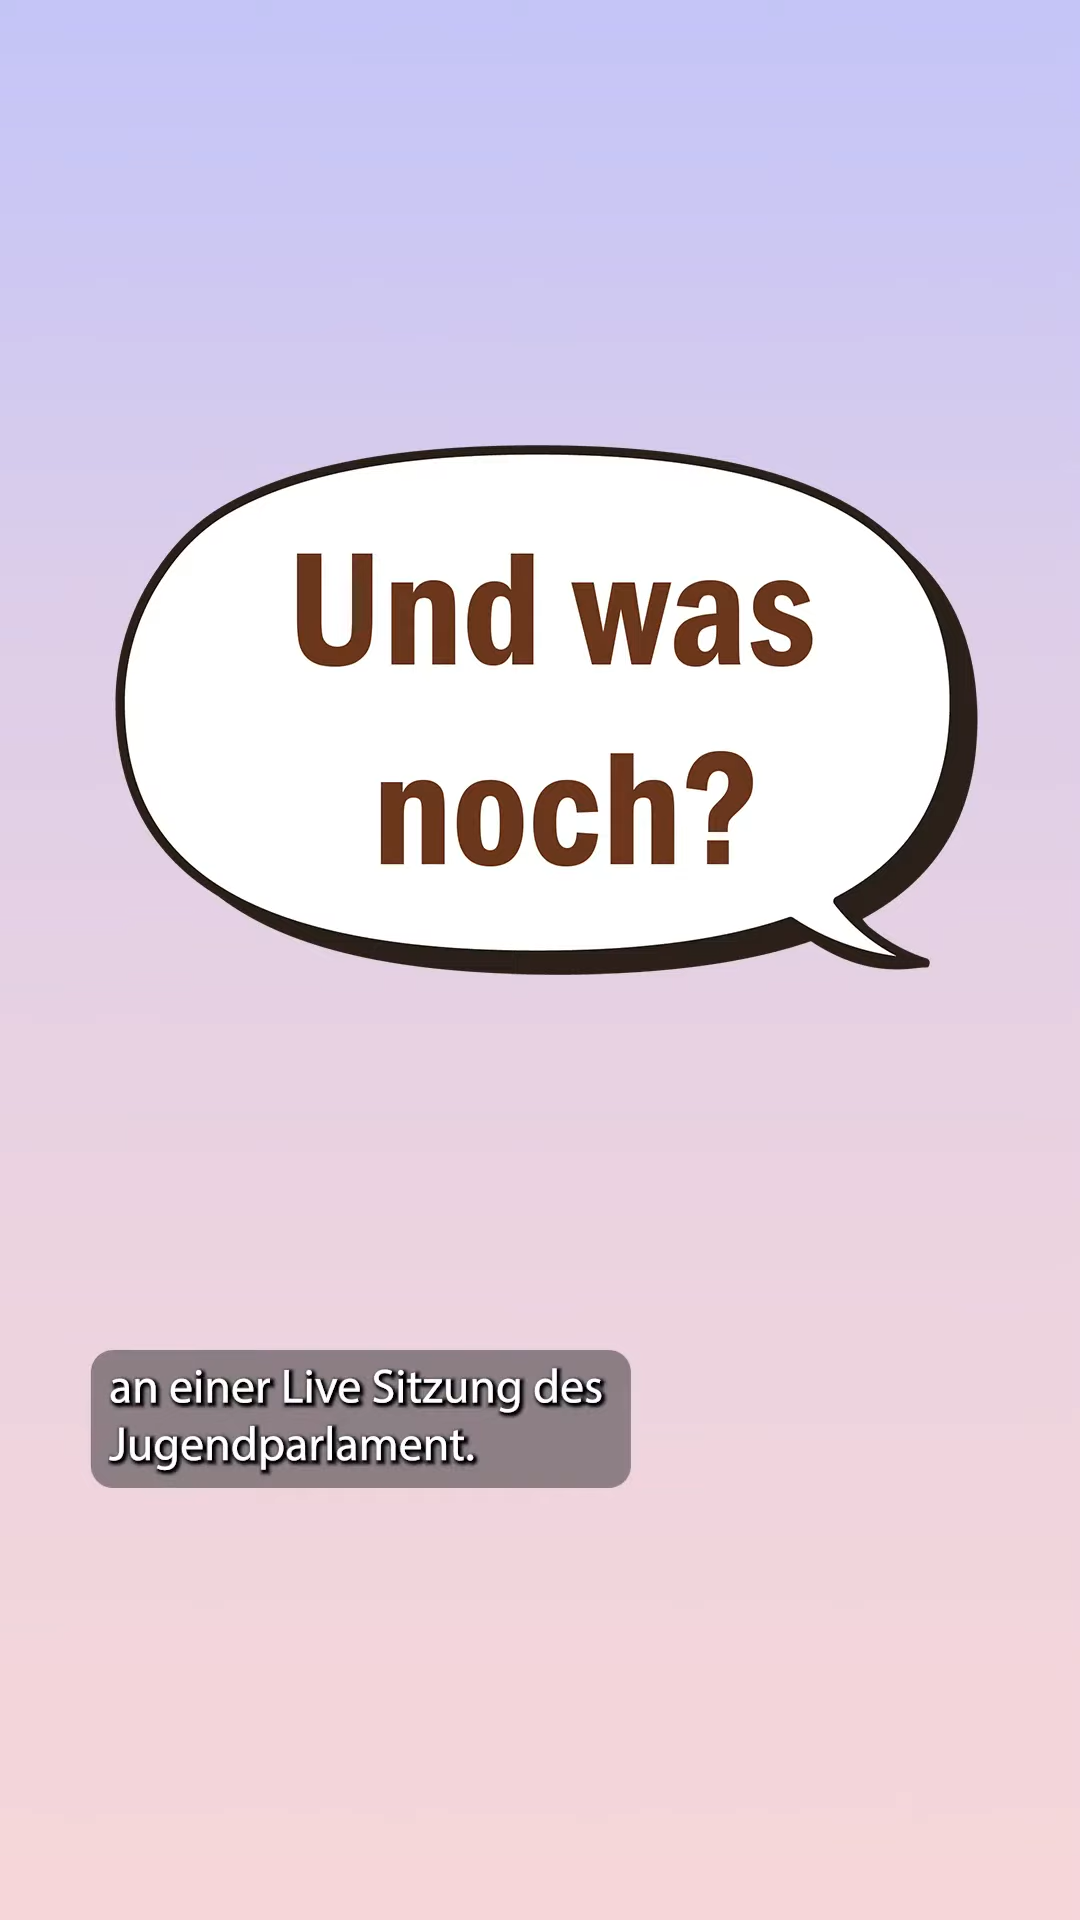 Und was
noch?
an einer Live Sitzung des
Jugendparlament.